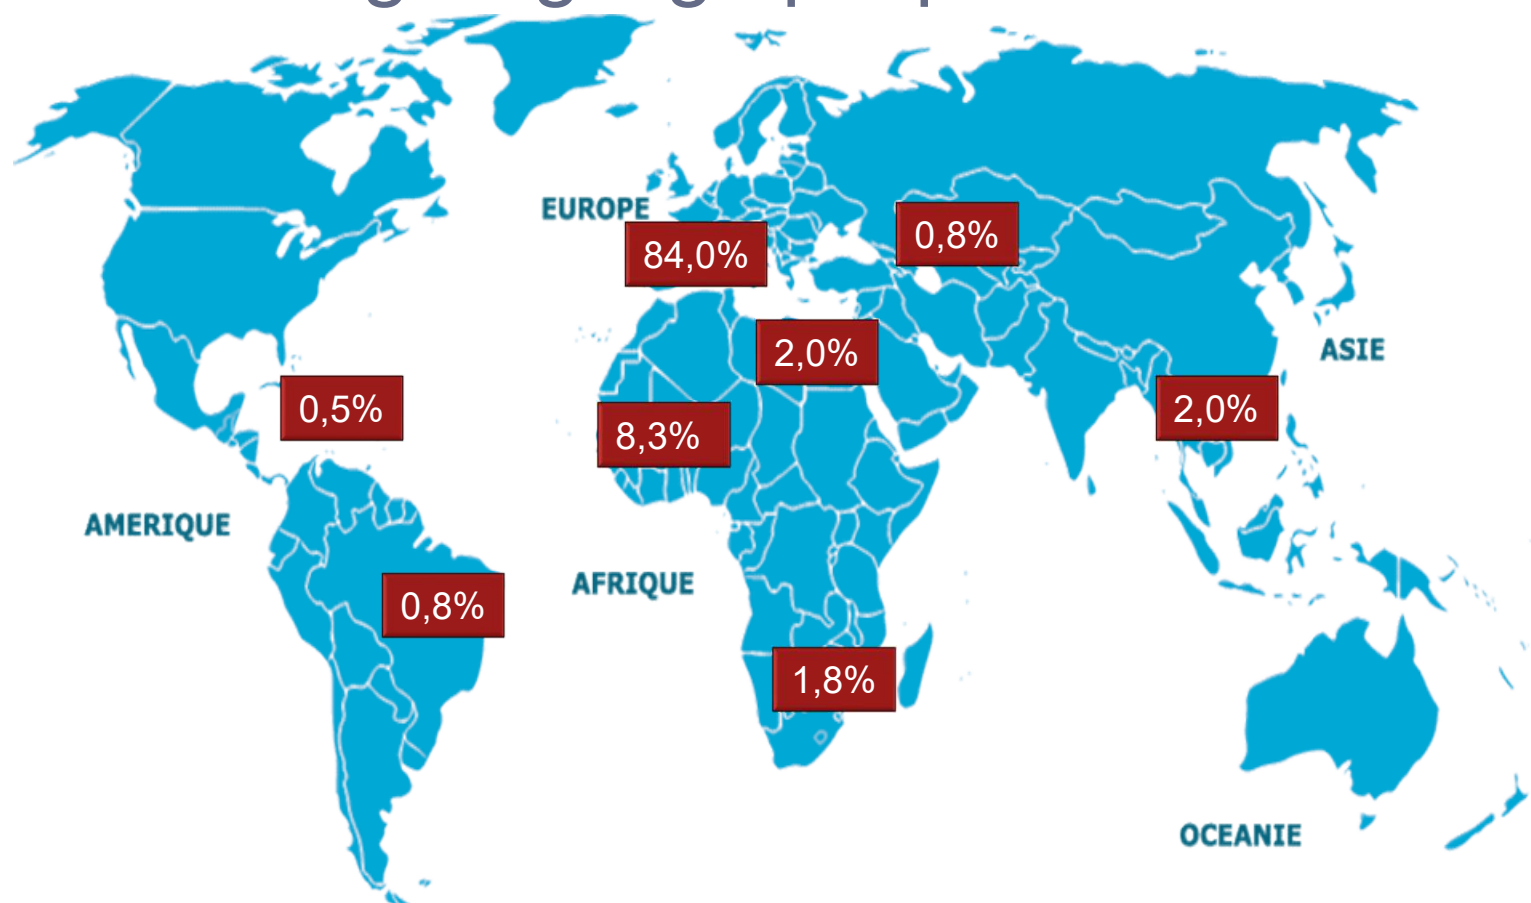 EUROPE
84,0%
0,8%
2,0%
ASIE
0,5%
8,3%
2,0%
AMERIQUE
AFRIQUE
0,8%
1,8%
OCEANIE